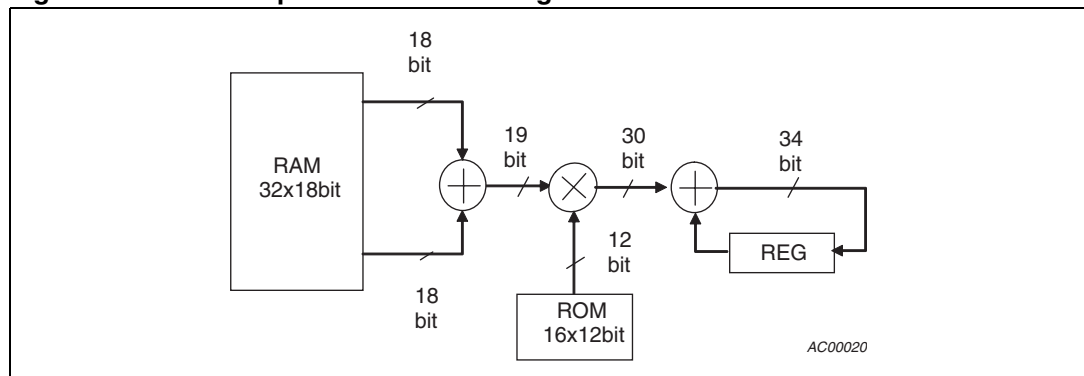 18
bit
RAM
32x18bit
18
bit
19
bit
30
bit
34
bit
12
bit
REG
ROM
16x12bit
AC00020